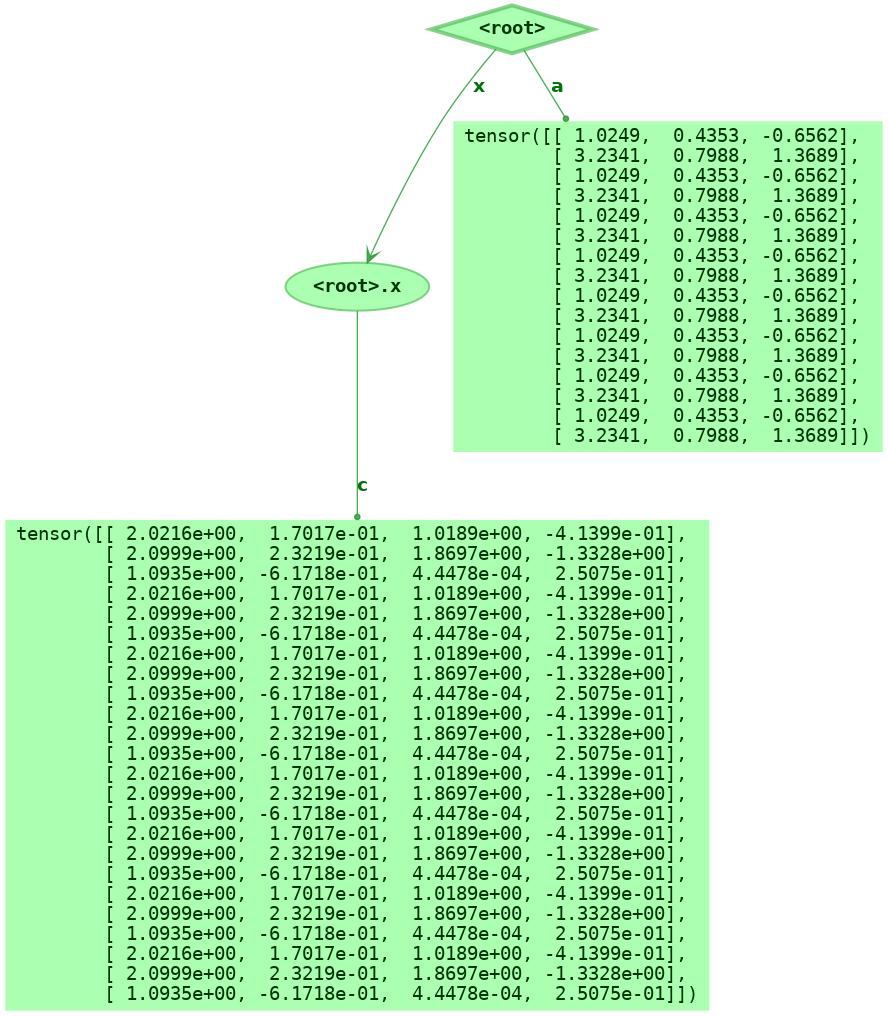 <root>
x
a
tensor([[ 1.0249,  0.4353, -0.6562],
        [ 3.2341,  0.7988,  1.3689],
        [ 1.0249,  0.4353, -0.6562],
        [ 3.2341,  0.7988,  1.3689],
        [ 1.0249,  0.4353, -0.6562],
        [ 3.2341,  0.7988,  1.3689],
        [ 1.0249,  0.4353, -0.6562],
        [ 3.2341,  0.7988,  1.3689],
        [ 1.0249,  0.4353, -0.6562],
        [ 3.2341,  0.7988,  1.3689],
        [ 1.0249,  0.4353, -0.6562],
        [ 3.2341,  0.7988,  1.3689],
        [ 1.0249,  0.4353, -0.6562],
        [ 3.2341,  0.7988,  1.3689],
        [ 1.0249,  0.4353, -0.6562],
        [ 3.2341,  0.7988,  1.3689]])
<root>.x
c
tensor([[ 2.0216e+00,  1.7017e-01,  1.0189e+00, -4.1399e-01],
        [ 2.0999e+00,  2.3219e-01,  1.8697e+00, -1.3328e+00],
        [ 1.0935e+00, -6.1718e-01,  4.4478e-04,  2.5075e-01],
        [ 2.0216e+00,  1.7017e-01,  1.0189e+00, -4.1399e-01],
        [ 2.0999e+00,  2.3219e-01,  1.8697e+00, -1.3328e+00],
        [ 1.0935e+00, -6.1718e-01,  4.4478e-04,  2.5075e-01],
        [ 2.0216e+00,  1.7017e-01,  1.0189e+00, -4.1399e-01],
        [ 2.0999e+00,  2.3219e-01,  1.8697e+00, -1.3328e+00],
        [ 1.0935e+00, -6.1718e-01,  4.4478e-04,  2.5075e-01],
        [ 2.0216e+00,  1.7017e-01,  1.0189e+00, -4.1399e-01],
        [ 2.0999e+00,  2.3219e-01,  1.8697e+00, -1.3328e+00],
        [ 1.0935e+00, -6.1718e-01,  4.4478e-04,  2.5075e-01],
        [ 2.0216e+00,  1.7017e-01,  1.0189e+00, -4.1399e-01],
        [ 2.0999e+00,  2.3219e-01,  1.8697e+00, -1.3328e+00],
        [ 1.0935e+00, -6.1718e-01,  4.4478e-04,  2.5075e-01],
        [ 2.0216e+00,  1.7017e-01,  1.0189e+00, -4.1399e-01],
        [ 2.0999e+00,  2.3219e-01,  1.8697e+00, -1.3328e+00],
        [ 1.0935e+00, -6.1718e-01,  4.4478e-04,  2.5075e-01],
        [ 2.0216e+00,  1.7017e-01,  1.0189e+00, -4.1399e-01],
        [ 2.0999e+00,  2.3219e-01,  1.8697e+00, -1.3328e+00],
        [ 1.0935e+00, -6.1718e-01,  4.4478e-04,  2.5075e-01],
        [ 2.0216e+00,  1.7017e-01,  1.0189e+00, -4.1399e-01],
        [ 2.0999e+00,  2.3219e-01,  1.8697e+00, -1.3328e+00],
        [ 1.0935e+00, -6.1718e-01,  4.4478e-04,  2.5075e-01]])